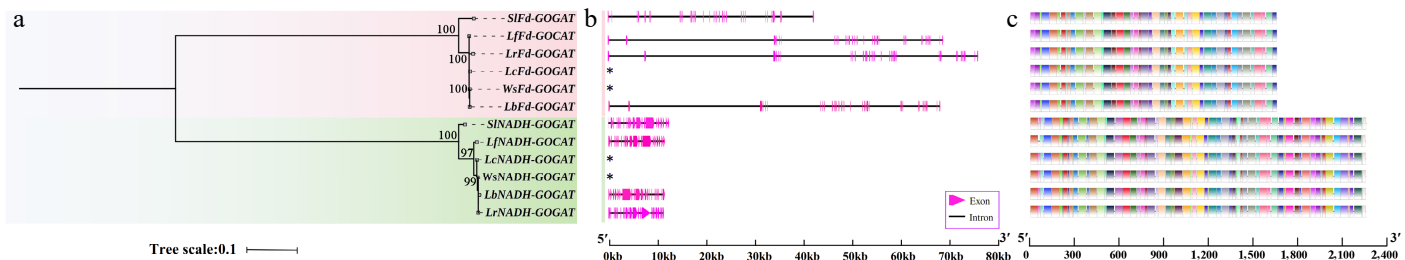 a
b
c
SlFd-GOGAT
LfFd-GOCAT
LrFd-GOGAT
LcFd-GOGAT
WsFd-GOGAT
LbFd-GOGAT
SlNADH-GOGAT
LfNADH-GOCAT
LcNADH-GOGAT
WsNADH-GOGAT
LbNADH-GOGAT
LrNADH-GOGAT
100
100
100
100
97
99
Tree scale:0.1
*
*
*
*
Exon
Intron
5′ 3′
0kb 10kb 20kb 30kb 40kb 50kb 60kb 70kb 80kb
5′ 3′
0 300 600 900 1,200 1,500 1,800 2,100 2,400